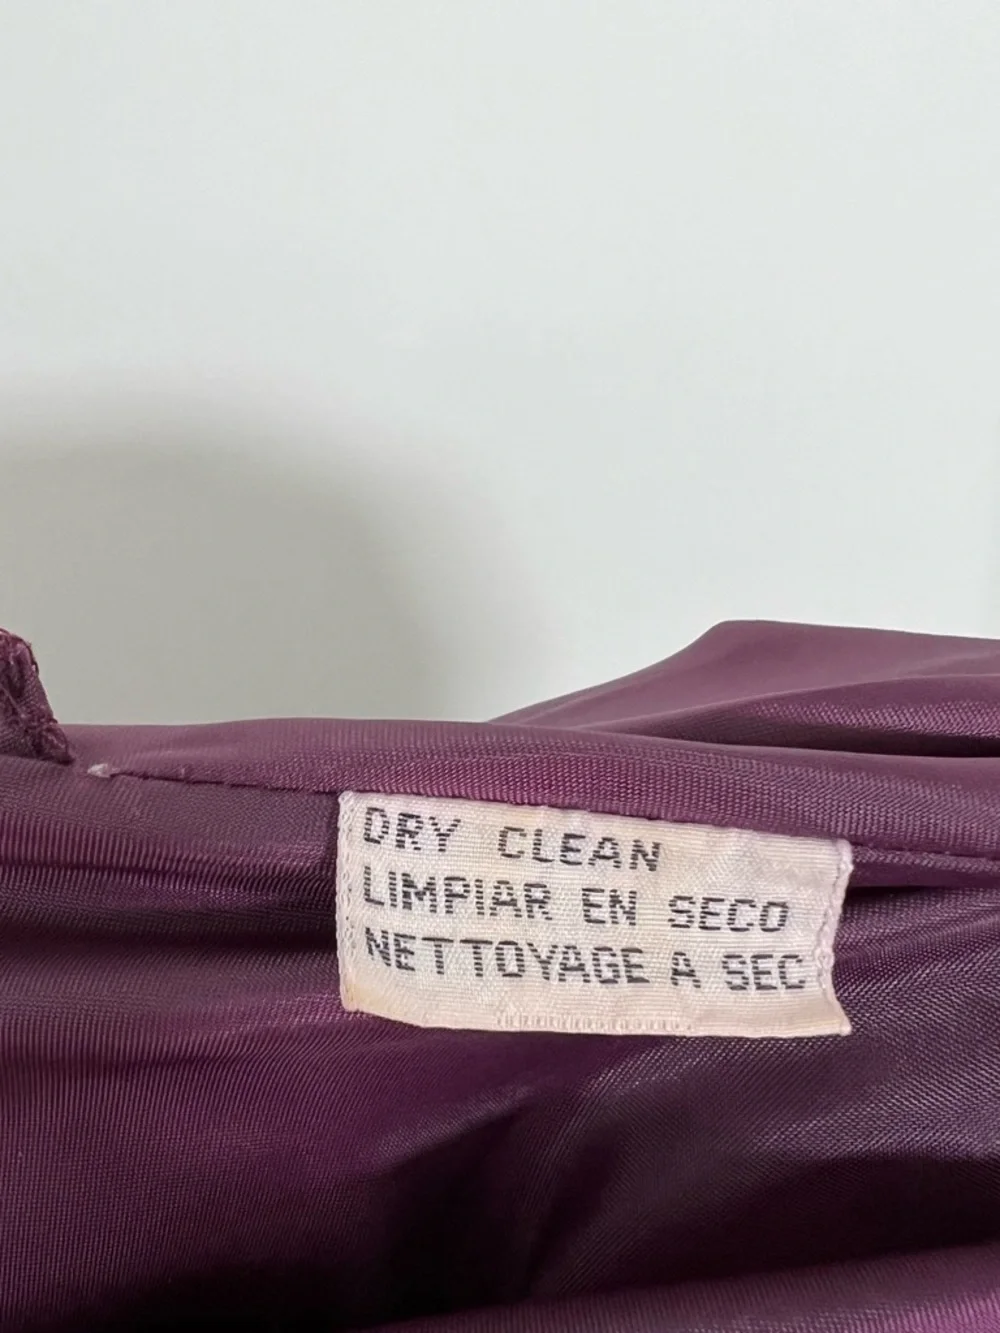 DRY CLEAN
LIMPIAR EN SECO
NETTOYAGE A SEC